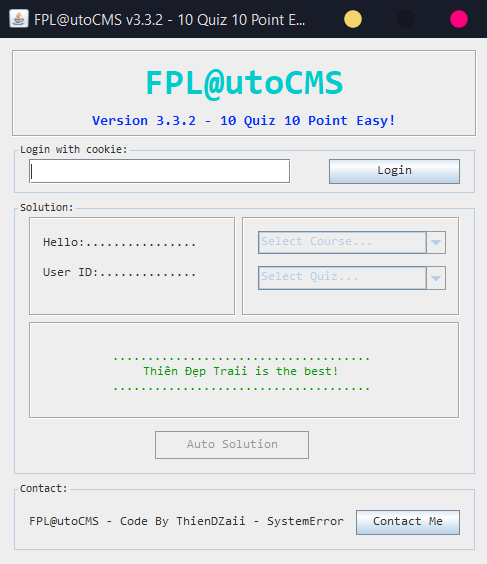 FPL@utoCMS v3.3.2 - 10 Quiz 10 Point E...
FPL@utoCMS
Version 3.3.2 - 10 Quiz 10 Point Easy!
Login with cookie:
Login
Solution:
Hello:................
User ID:..............
Select Course...
Select Quiz...
.....................................
Thiên Đẹp Traii is the best!
.....................................
Auto Solution
Contact:
FPL@utoCMS - Code By ThienDZaii - SystemError
Contact Me